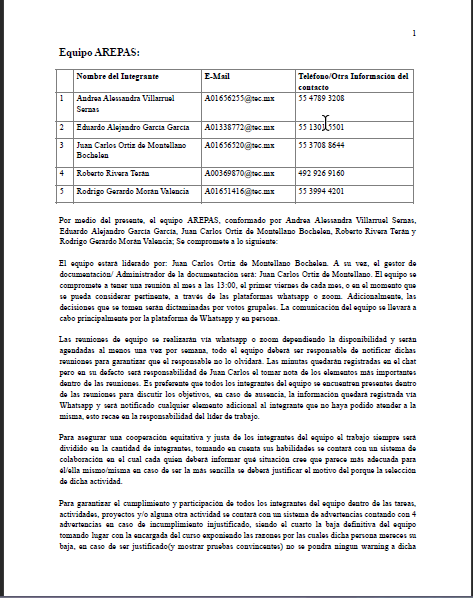 1
Equipo AREPAS:
Nombre del Integrante E-Mail Teléfono/Otra Información del
contacto
1 Andrea Alessandra Villarruel A01656255@tec.mx 55 4789 3208
Sernas
2 Eduardo Alejandro García García A01338772@tec.mx 55 1301 5501
3 Juan Carlos Ortiz de Montellano A01656520@tec.mx 55 3708 8644
Bochelen
4 Roberto Rivera Terán A00369870@tec.mx 492 926 9160
5 Rodrigo Gerardo Morán Valencia A01651416@tec.mx 55 3994 4201
Por medio del presente, el equipo AREPAS, conformado por Andrea Alessandra Villarruel Sernas,
Eduardo Alejandro García García, Juan Carlos Ortiz de Montellano Bochelen, Roberto Rivera Terán y
Rodrigo Gerardo Morán Valencia; Se compromete a lo siguiente:
El equipo estará liderado por: Juan Carlos Ortiz de Montellano Bochelen. A su vez, el gestor de
documentación/ Administrador de la documentación será: Juan Carlos Ortiz de Montellano. El equipo se
compromete a tener una reunión al mes a las 13:00, el primer viernes de cada mes, o en el momento que
se pueda considerar pertinente, a través de las plataformas whatsapp o zoom. Adicionalmente, las
decisiones que se tomen serán dictaminadas por votos grupales. La comunicación del equipo se llevará a
cabo principalmente por la plataforma de Whatsapp y en persona.
Las reuniones de equipo se realizarán vía whatsapp o zoom dependiendo la disponibilidad y serán
agendadas al menos una vez por semana, todo el equipo deberá ser responsable de notificar dichas
reuniones para garantizar que el responsable no lo olvidará. Las minutas quedarán registradas en el chat
pero en su defecto será responsabilidad de Juan Carlos el tomar nota de los elementos más importantes
dentro de las reuniones. Es preferente que todos los integrantes del equipo se encuentren presentes dentro
de las reuniones para discutir los objetivos, en caso de ausencia, la información quedará registrada vía
Whatsapp y será notificado cualquier elemento adicional al integrante que no haya podido atender a la
misma, esto recae en la responsabilidad del líder de trabajo.
Para asegurar una cooperación equitativa y justa de los integrantes del equipo el trabajo siempre será
dividido en la cantidad de integrantes, tomando en cuenta sus habilidades se contará con un sistema de
colaboración en el cual cada quien deberá informar qué situación cree que parece más adecuada para
él/ella mismo/misma en caso de ser la más sencilla se deberá justificar el motivo del porque la selección
de dicha actividad.
Para garantizar el cumplimiento y participación de todos los integrantes del equipo dentro de las tareas,
actividades, proyectos y/o alguna otra actividad se contará con un sistema de advertencias contando con 4
advertencias en caso de incumplimiento injustificado, siendo el cuarto la baja definitiva del equipo
tomando lugar con la encargada del curso exponiendo las razones por las cuales dicha persona mereces su
baja, en caso de ser justificado(y mostrar pruebas convincentes) no se pondra ningun warning a dicha